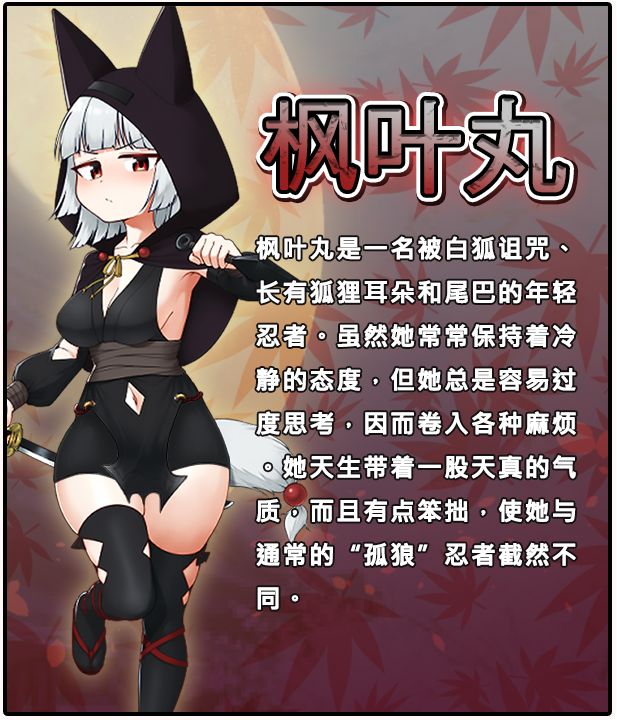 枫叶丸
枫叶丸是一名被白狐诅咒、
长有狐狸耳朵和尾巴的年轻
忍者。虽然她常常保持着冷
静的态度，但她总是容易过
度思考，因而卷入各种麻烦
。她天生带着一股天真的气
质。而且有点笨拙，使她与
通常的“孤狼”忍者截然不
同。